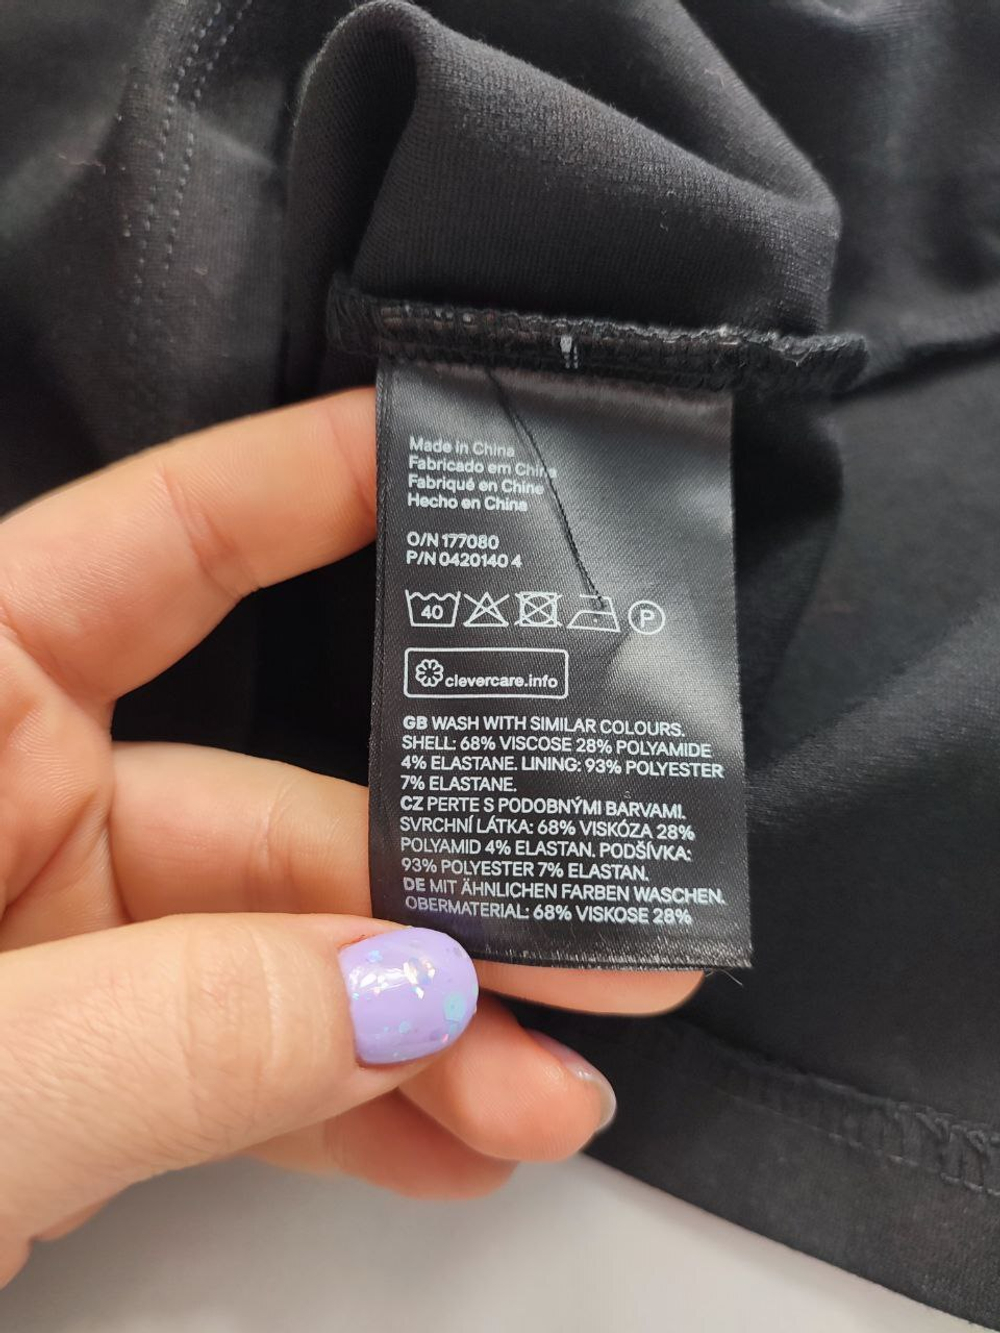 Made in China
Fabricado em China
Fabriqué en Chine
Hecho en China
O/N 177080
P/N 0420140 4
40 P
clevercare.info
GB WASH WITH SIMILAR COLOURS.
SHELL: 68% VISCOSE 28% POLYAMIDE
4% ELASTANE. LINING: 93% POLYESTER
7% ELASTANE.
CZ PERTE S PODOBNÝMI BARVAMI.
SVRCHNÍ LÁTKA: 68% VISKÓZA 28%
POLYAMID 4% ELASTAN. PODŠÍVKA:
93% POLYESTER 7% ELASTAN.
DE MIT ÄHNLICHEN FARBEN WASCHEN.
OBERMATERIAL: 68% VISKOSE 28%